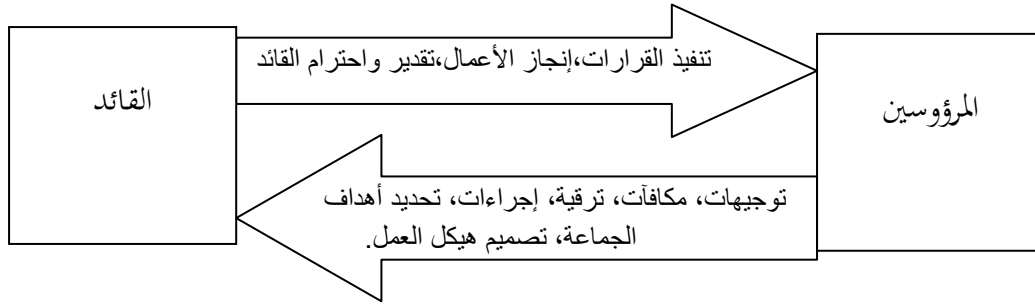 المرؤوسين
تنفيذ القرارات،إنجاز الأعمال،تقدير واحترام القائد
القائد
توجيهات، مكافآت، ترقية، إجراءات، تحديد أهداف
الجماعة، تصميم هيكل العمل.